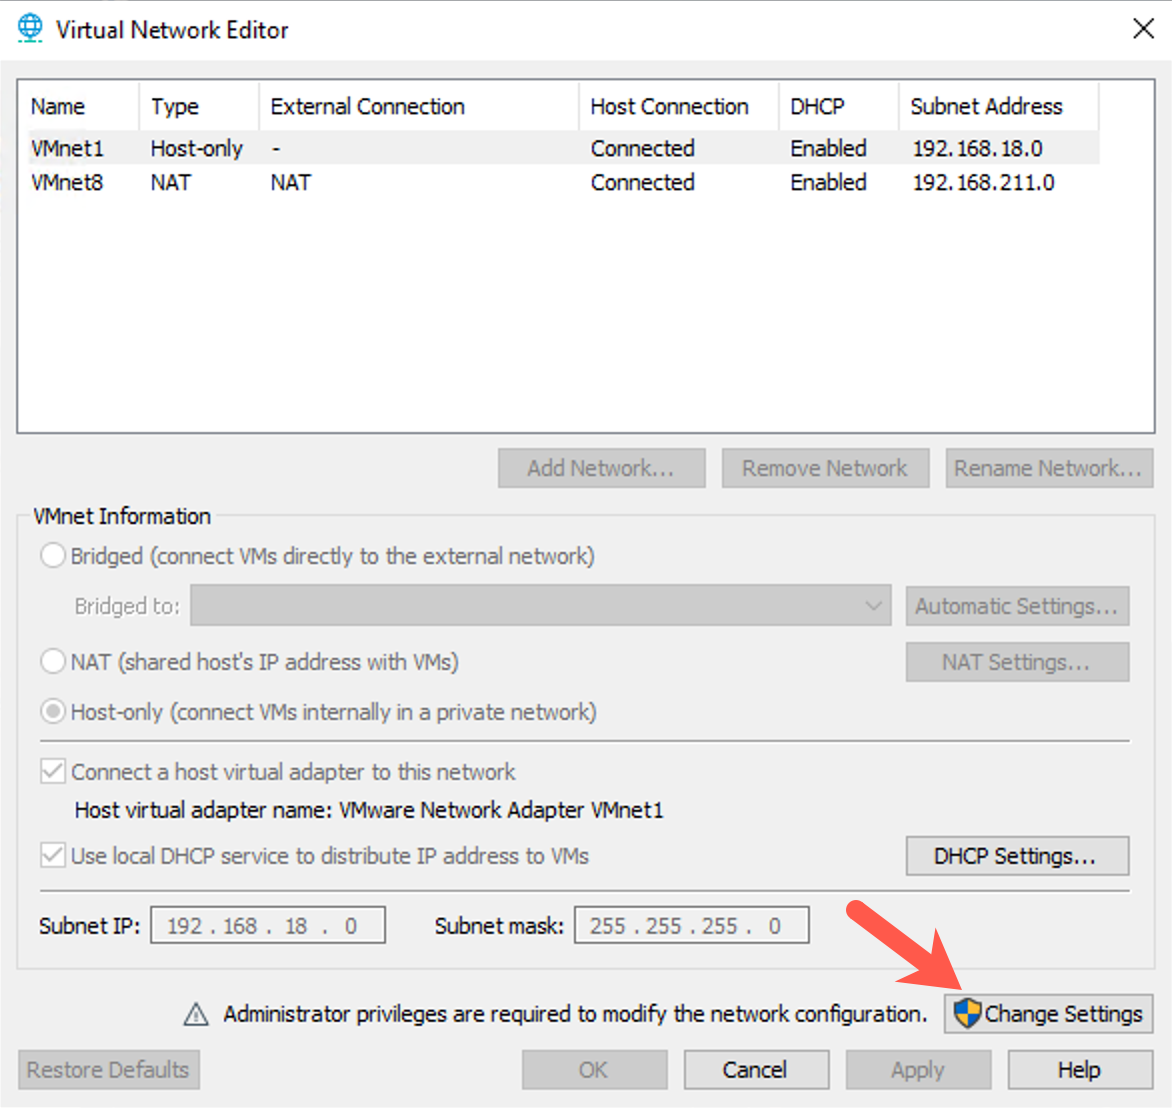 Virtual Network Editor
Name Type External Connection Host Connection DHCP Subnet Address
VMnet1 Host-only - Connected Enabled 192.168.18.0
VMnet8 NAT NAT Connected Enabled 192.168.211.0
Add Network... Remove Network Rename Network...
VMnet Information
Bridged (connect VMs directly to the external network)
Bridged to: Automatic Settings...
NAT (shared host's IP address with VMs) NAT Settings...
Host-only (connect VMs internally in a private network)
Connect a host virtual adapter to this network
Host virtual adapter name: VMware Network Adapter VMnet1
Use local DHCP service to distribute IP address to VMs DHCP Settings...
Subnet IP: 192 . 168 . 18 . 0 Subnet mask: 255 . 255 . 255 . 0
Administrator privileges are required to modify the network configuration. Change Settings
Restore Defaults OK Cancel Apply Help